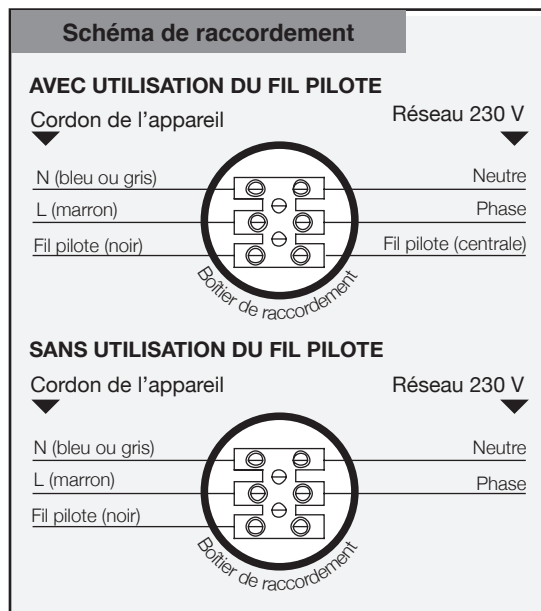 Schéma de raccordement
AVEC UTILISATION DU FIL PILOTE
Cordon de l'appareil
Réseau 230 V
N (bleu ou gris)
Neutre
L (marron)
Phase
Fil pilote (noir)
Fil pilote (centrale)
Boîtier de raccordement
SANS UTILISATION DU FIL PILOTE
Cordon de l'appareil
Réseau 230 V
N (bleu ou gris)
Neutre
L (marron)
Phase
Fil pilote (noir)
Boîtier de raccordement